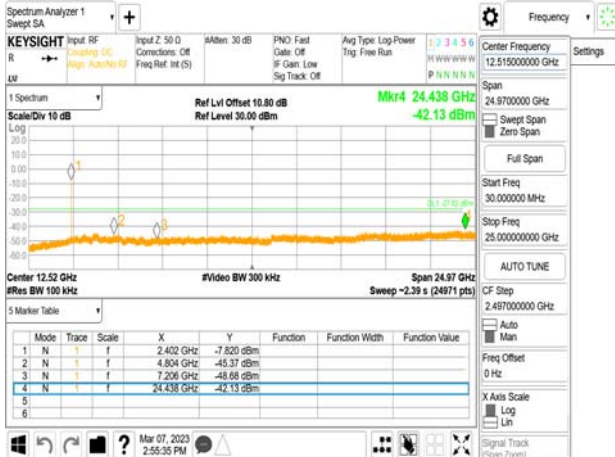 Spectrum Analyzer 1
Swept SA
+
Frequency
KEYSIGHT
R
Input: RF
Coupling: DC
Align: Auto/No RF
Input Z: 50 Ω
Corrections: Off
Freq Ref: Int (S)
#Atten: 30 dB
PNO: Fast
Gate: Off
IF Gain: Low
Sig Track: Off
Avg Type: Log-Power
Trig: Free Run
1 2 3 4 5 6
M W W W W W
P N N N N N
1 Spectrum
Scale/Div 10 dB
Ref Lvl Offset 10.80 dB
Ref Level 30.00 dBm
Mkr4 24.438 GHz
-42.13 dBm
Log
20.0
10.0
0.00
-10.0
-20.0
-30.0
-40.0
-50.0
-60.0
1
2
3
Center 12.52 GHz
#Res BW 100 kHz
#Video BW 300 kHz
Span 24.97 GHz
Sweep ~2.39 s (24971 pts)
5 Marker Table
Mode Trace Scale X Y Function Function Width Function Value
1 N 1 f 2.402 GHz -7.820 dBm
2 N 1 f 4.804 GHz -45.37 dBm
3 N 1 f 7.206 GHz -48.68 dBm
4 N 1 f 24.438 GHz -42.13 dBm
5
6
?
Mar 07, 2023
2:55:35 PM
Center Frequency
12.515000000 GHz
Settings
Span
24.9700000 GHz
Swept Span
Zero Span
Full Span
Start Freq
30.000000 MHz
Stop Freq
25.000000000 GHz
AUTO TUNE
CF Step
2.497000000 GHz
Auto
Man
Freq Offset
0 Hz
X Axis Scale
Log
Lin
Signal Track
(Span Zoom)